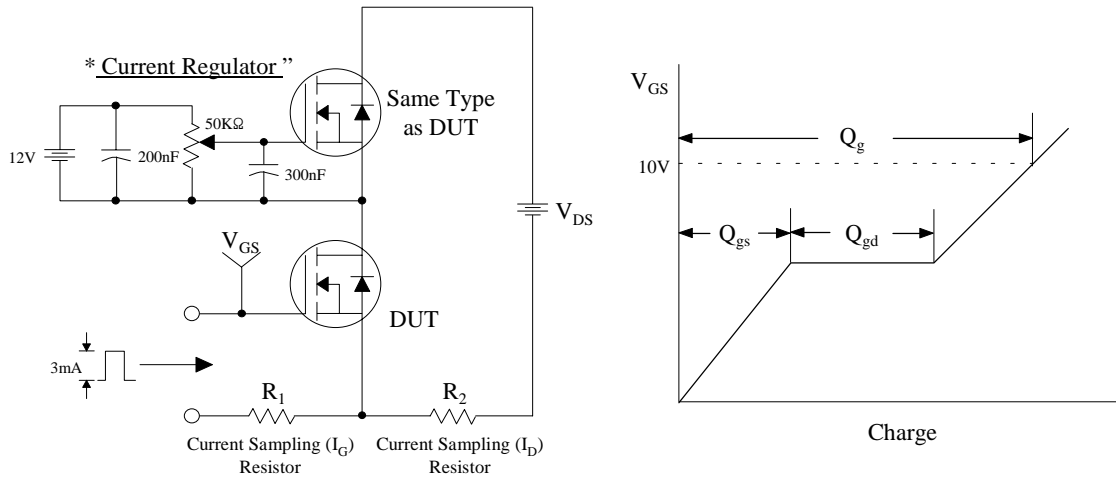 * Current Regulator ”
Same Type
as DUT
50KΩ
12V
200nF
300nF
V_DS
V_GS
DUT
3mA
R_1
R_2
Current Sampling (I_G)
Resistor
Current Sampling (I_D)
Resistor
V_GS
Q_g
10V
Q_gs
Q_gd
Charge